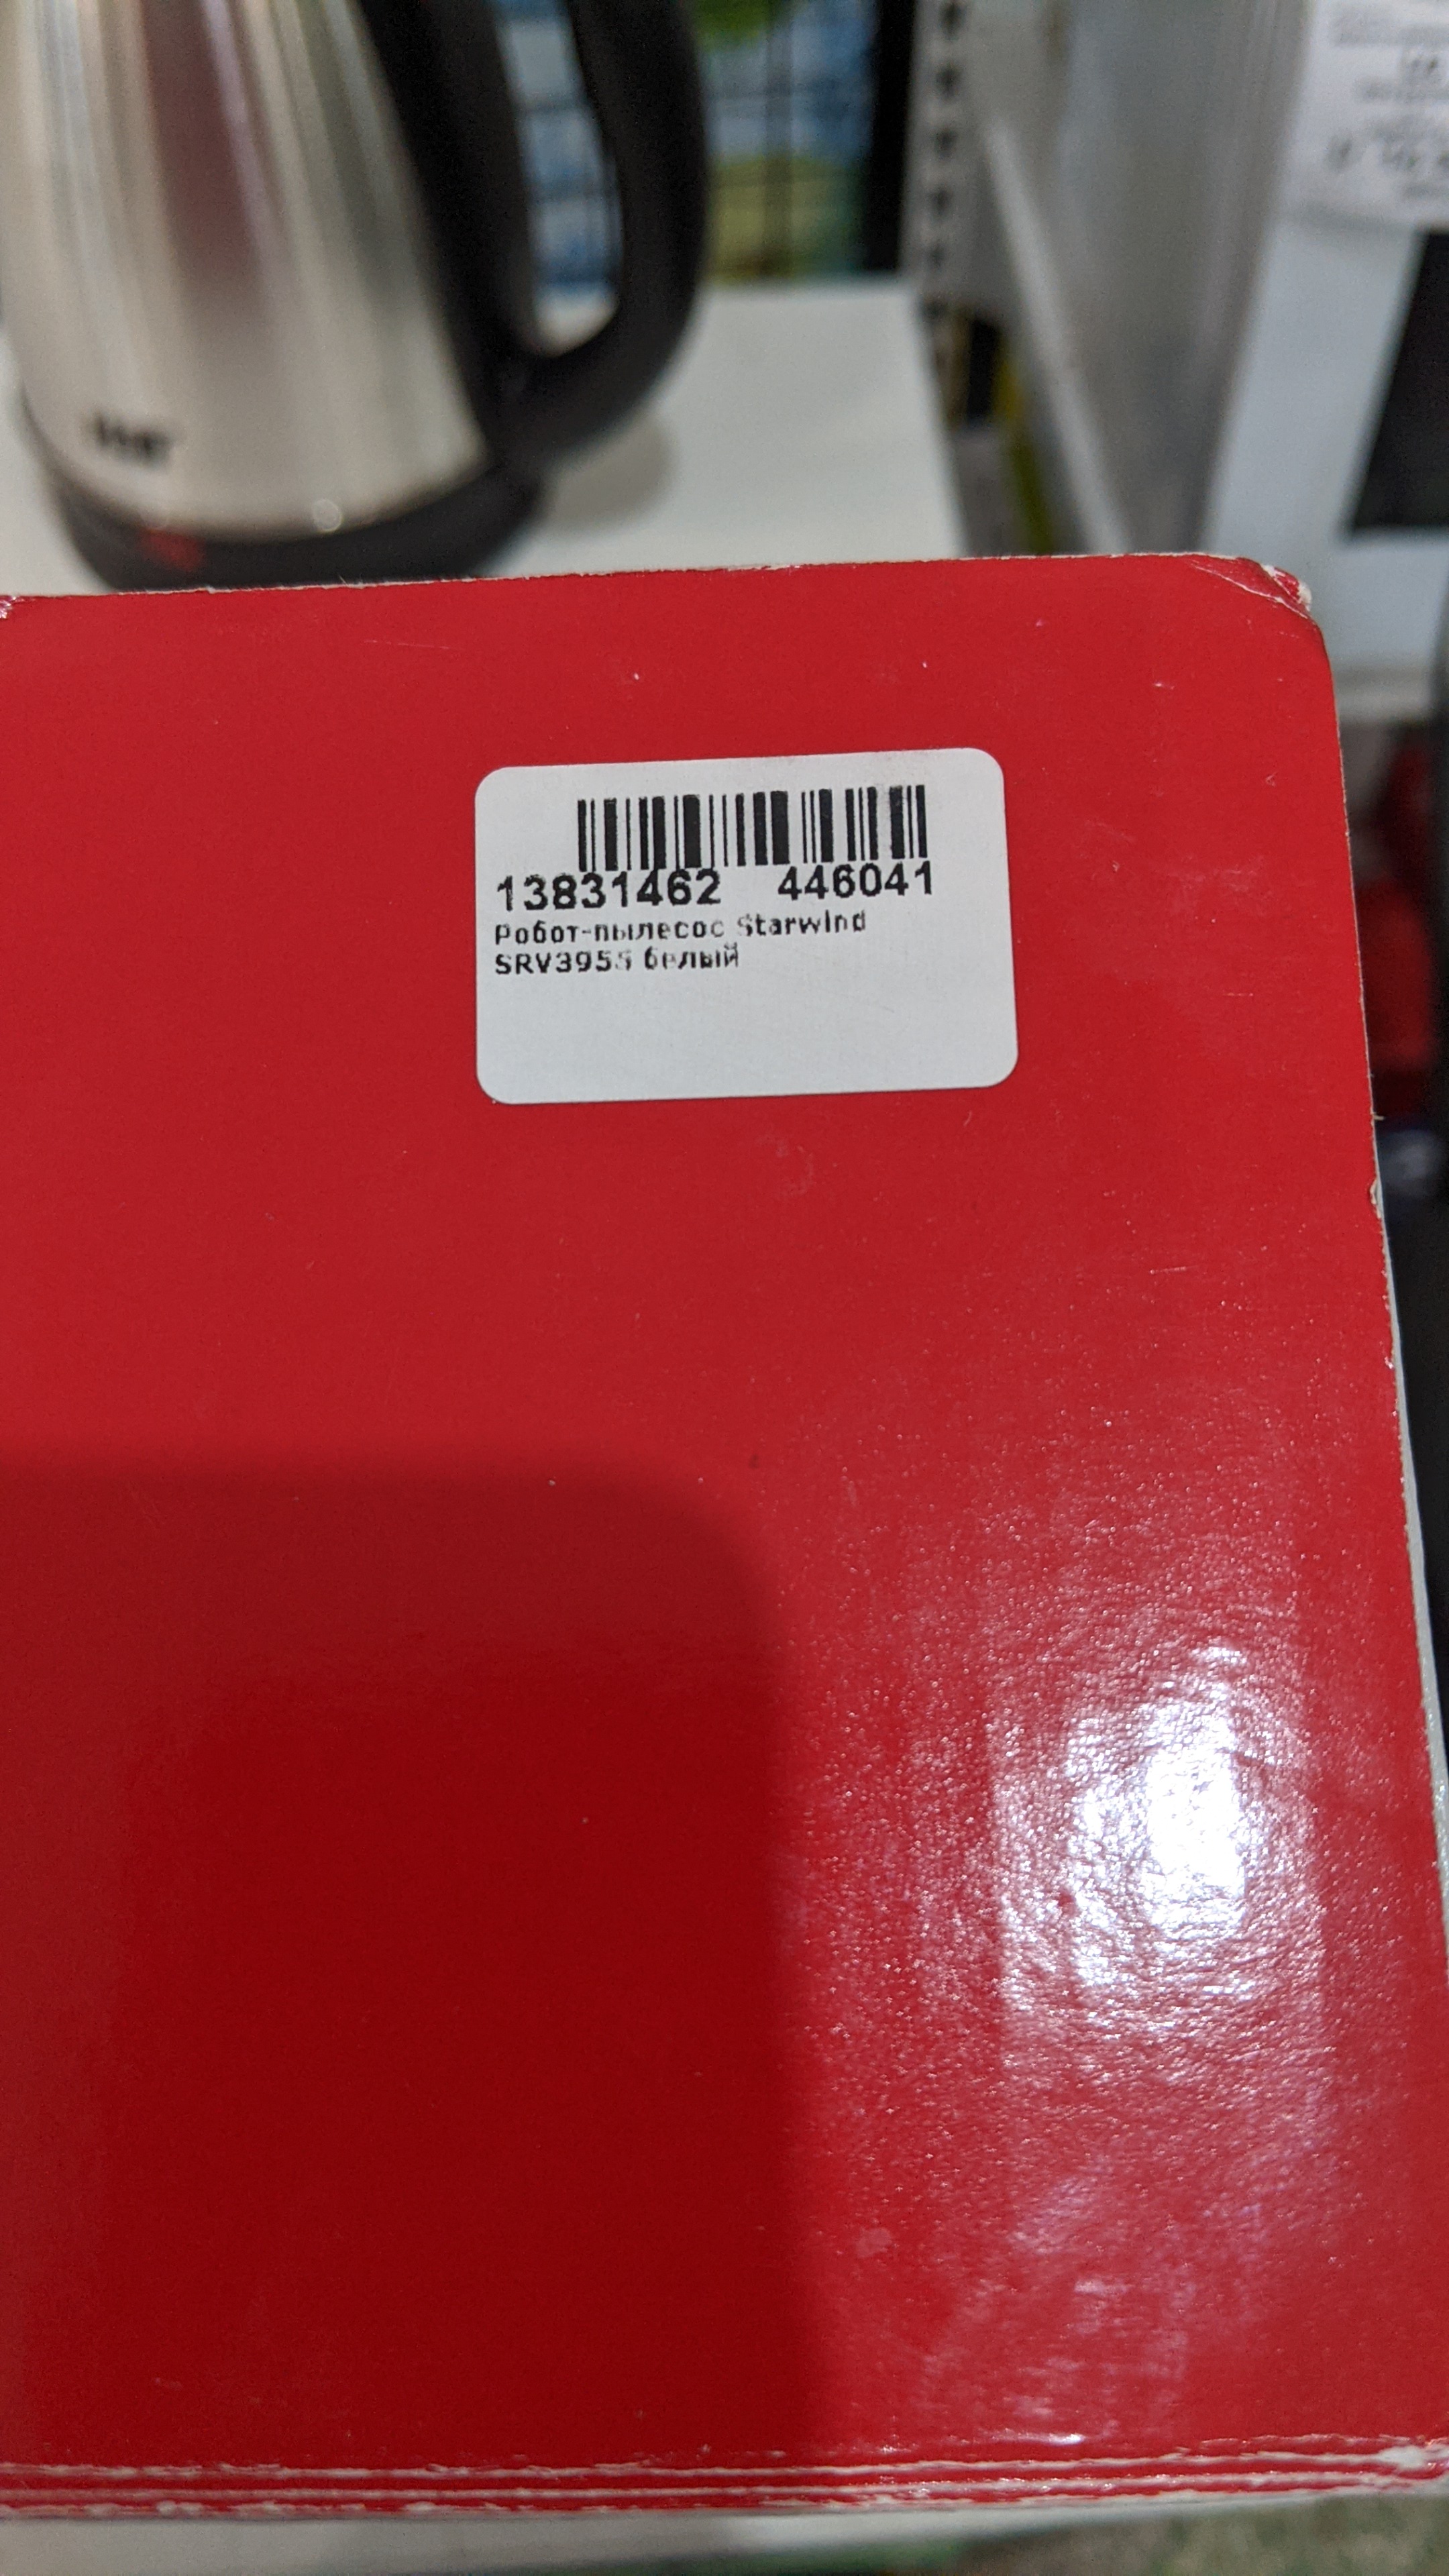 13831462 446041
Робот-пылесос Starwind
SRV3955 белый